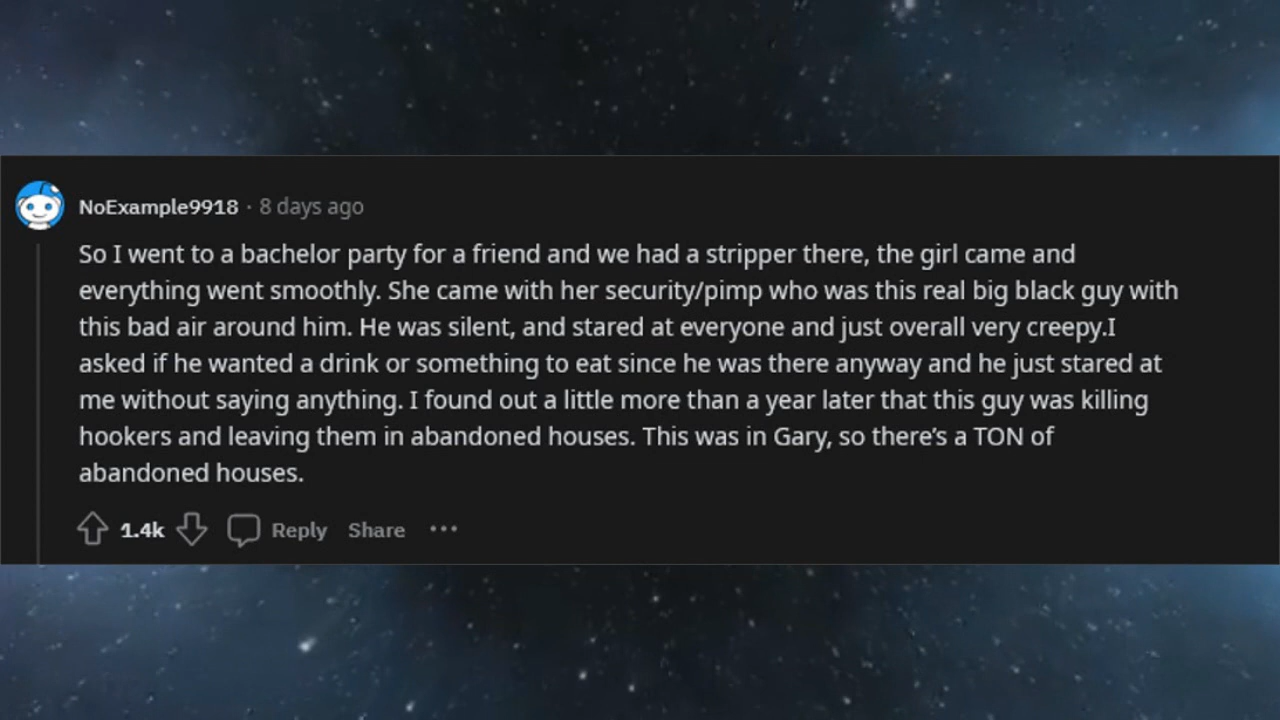 NoExample9918 · 8 days ago
So I went to a bachelor party for a friend and we had a stripper there, the girl came and
everything went smoothly. She came with her security/pimp who was this real big black guy with
this bad air around him. He was silent, and stared at everyone and just overall very creepy.I
asked if he wanted a drink or something to eat since he was there anyway and he just stared at
me without saying anything. I found out a little more than a year later that this guy was killing
hookers and leaving them in abandoned houses. This was in Gary, so there’s a TON of
abandoned houses.
1.4k Reply Share ···